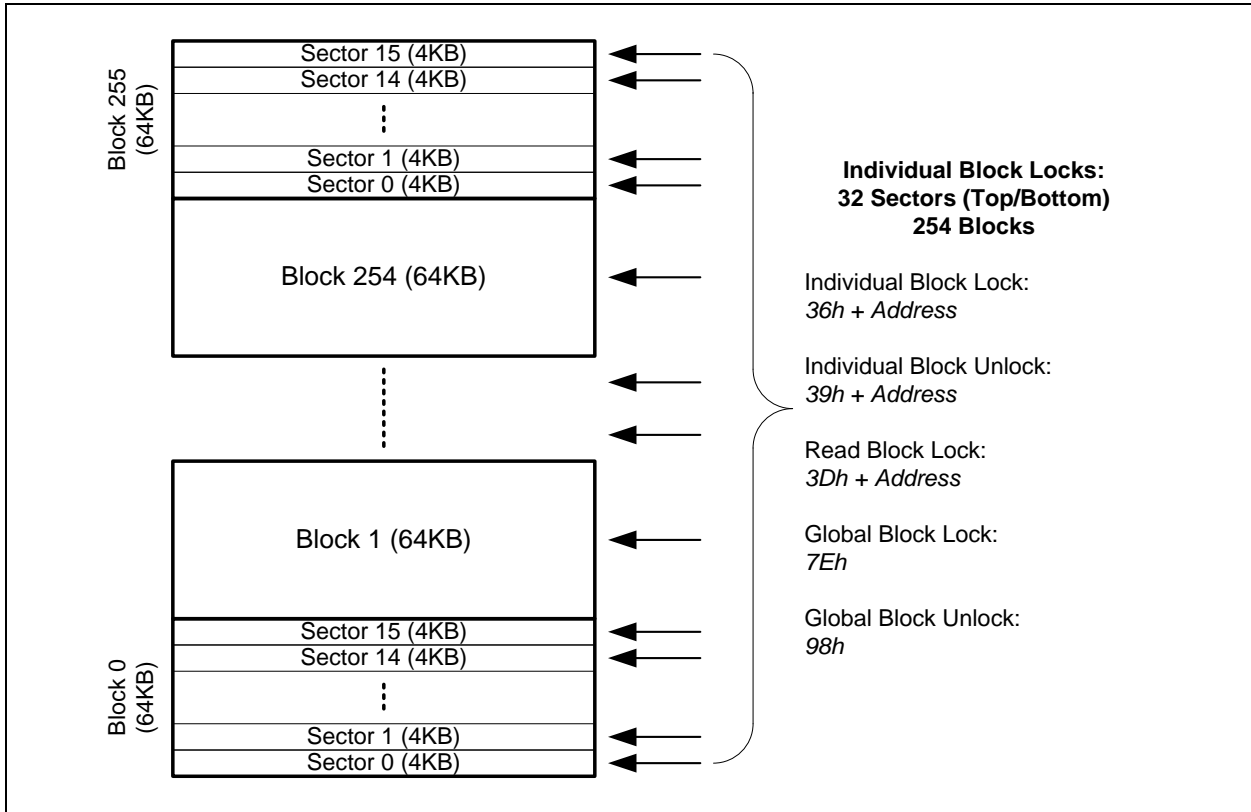 Block 255
(64KB)
Sector 15 (4KB)
Sector 14 (4KB)
Sector 1 (4KB)
Sector 0 (4KB)
Block 254 (64KB)
Block 1 (64KB)
Block 0
(64KB)
Sector 15 (4KB)
Sector 14 (4KB)
Sector 1 (4KB)
Sector 0 (4KB)
Individual Block Locks:
32 Sectors (Top/Bottom)
254 Blocks
Individual Block Lock:
36h + Address
Individual Block Unlock:
39h + Address
Read Block Lock:
3Dh + Address
Global Block Lock:
7Eh
Global Block Unlock:
98h